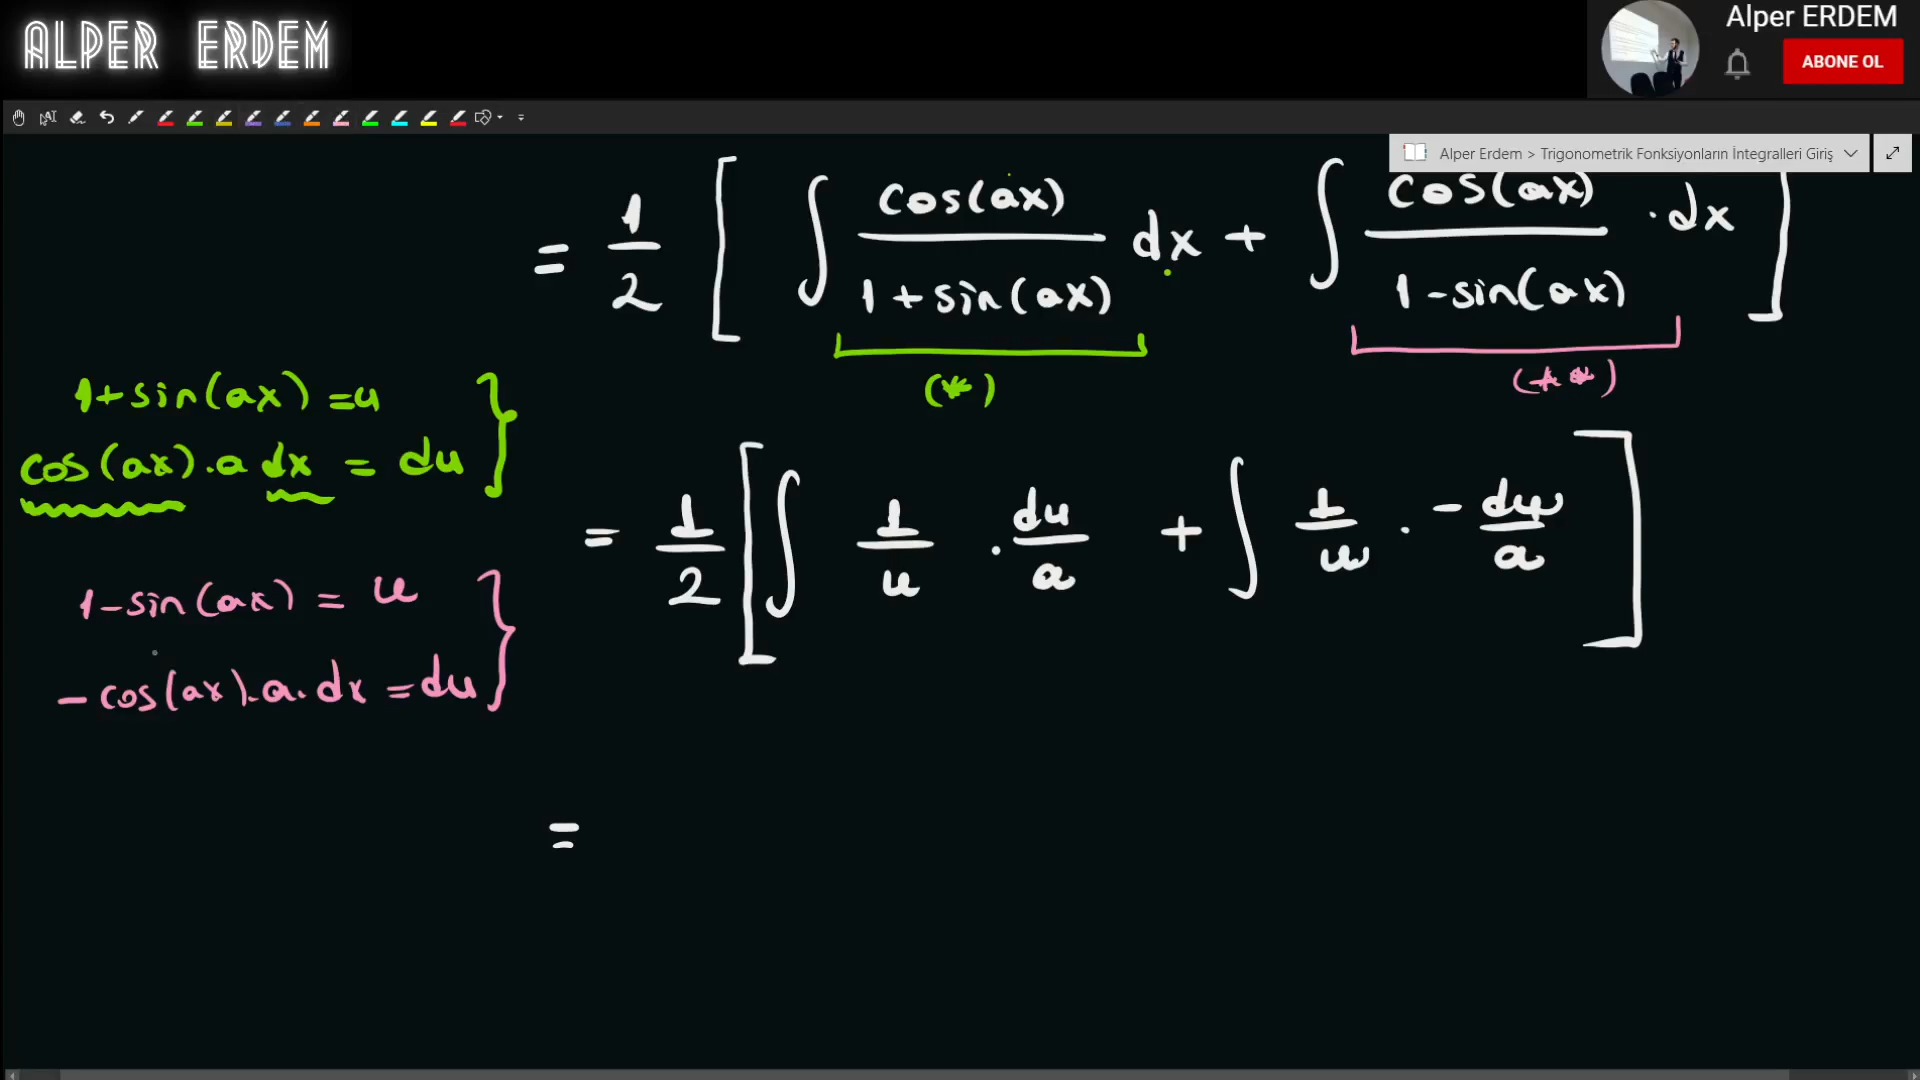 ALPER ERDEM
Alper ERDEM
ABONE OL
Alper Erdem > Trigonometrik Fonksiyonların İntegralleri Giriş
= 1/2 [ ∫ cos(ax)/(1+sin(ax)) dx + ∫ cos(ax)/(1-sin(ax)) · dx ]
(*) (**)
1+sin(ax) = u
cos(ax).a dx = du
= 1/2 [ ∫ 1/u · du/a + ∫ 1/w · -dw/a ]
1-sin(ax) = u
-cos(ax).a.dx = du
=